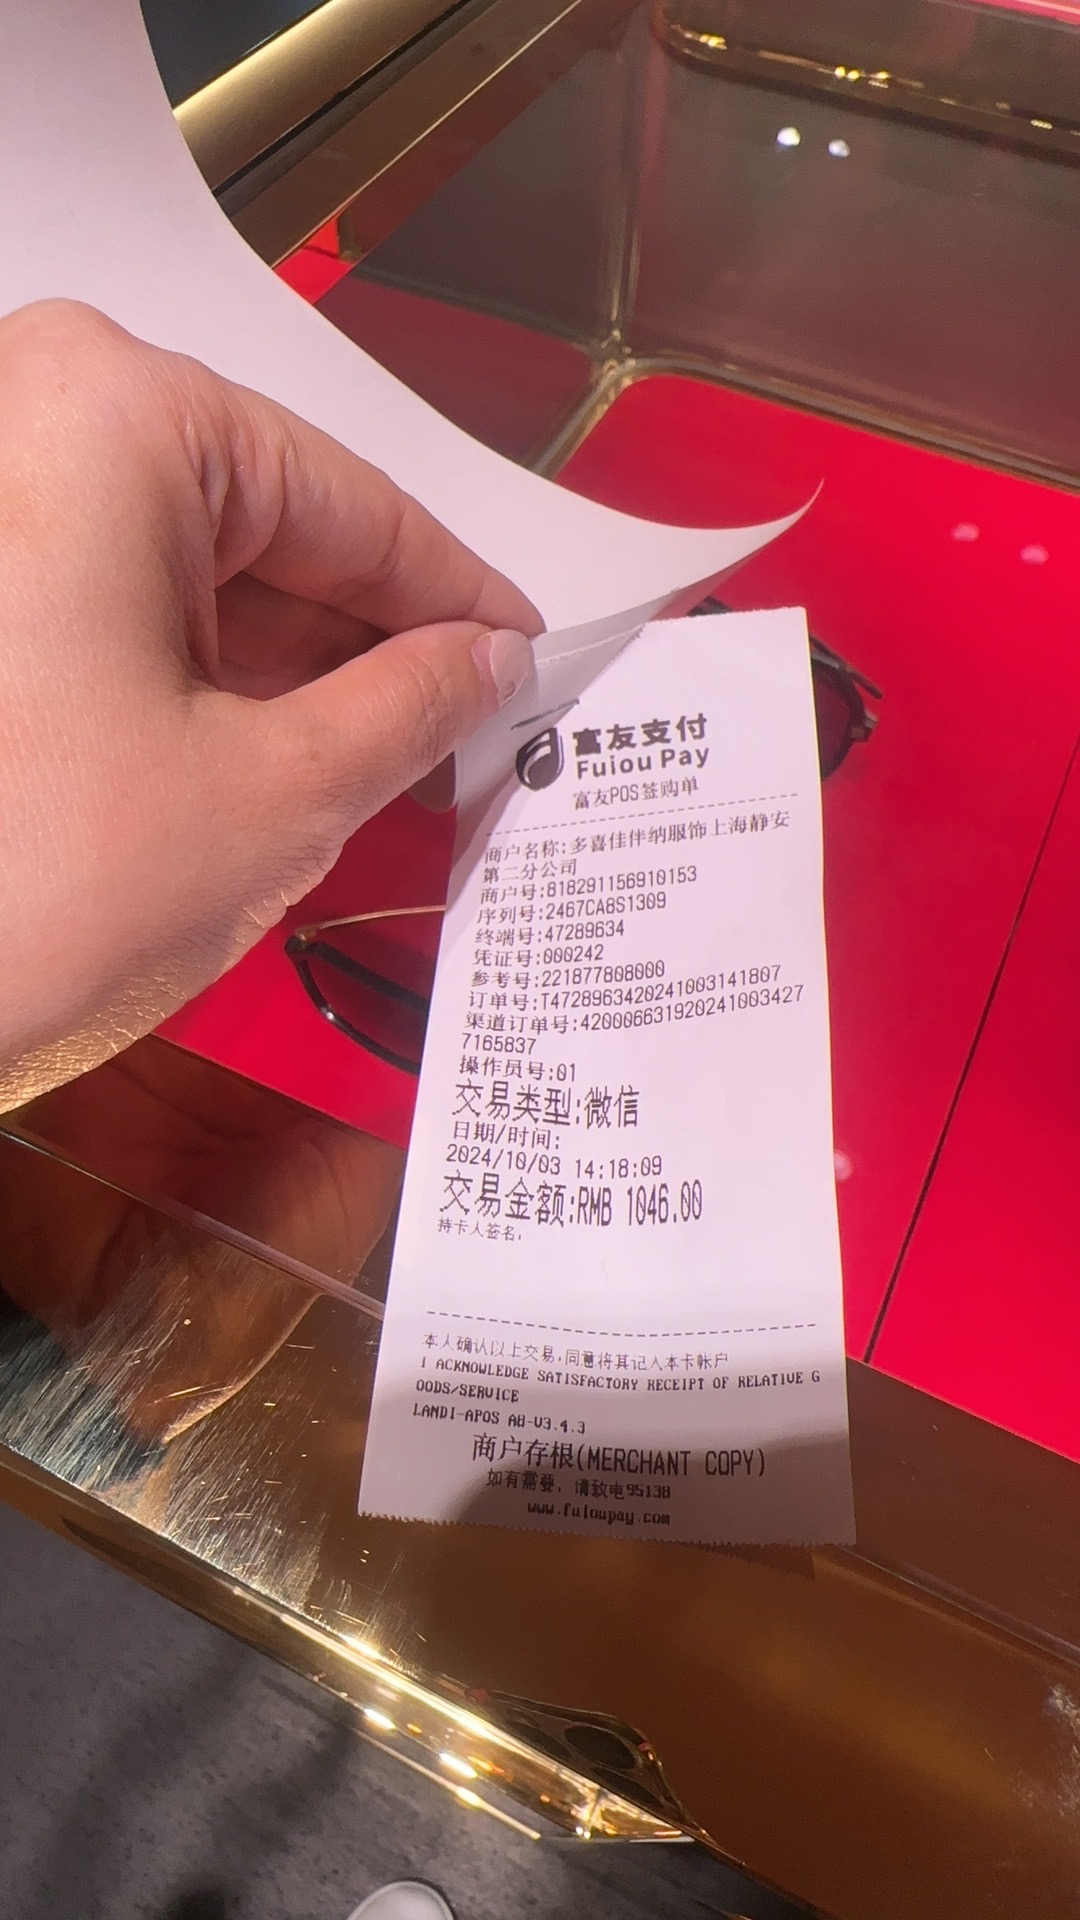 富友支付
Fuiou Pay
富友POS签购单
商户名称:多喜佳伴纳服饰上海静安
第二分公司
商户号:818291156910153
序列号:2467CA8S1309
终端号:47289634
凭证号:000242
参考号:221877808000
订单号:T4728963420241003141807
渠道订单号:4200066319202410034 27
7165837
操作员号:01
交易类型:微信
日期/时间:
2024/10/03 14:18:09
交易金额:RMB 1046.00
持卡人签名:
本人确认以上交易,同意将其记入本卡帐户
I ACKNOWLEDGE SATISFACTORY RECEIPT OF RELATIVE G
OODS/SERVICE
LANDI-APOS A8-V3.4.3
商户存根(MERCHANT COPY)
如有需要, 请致电95138
www.fuioupay.com